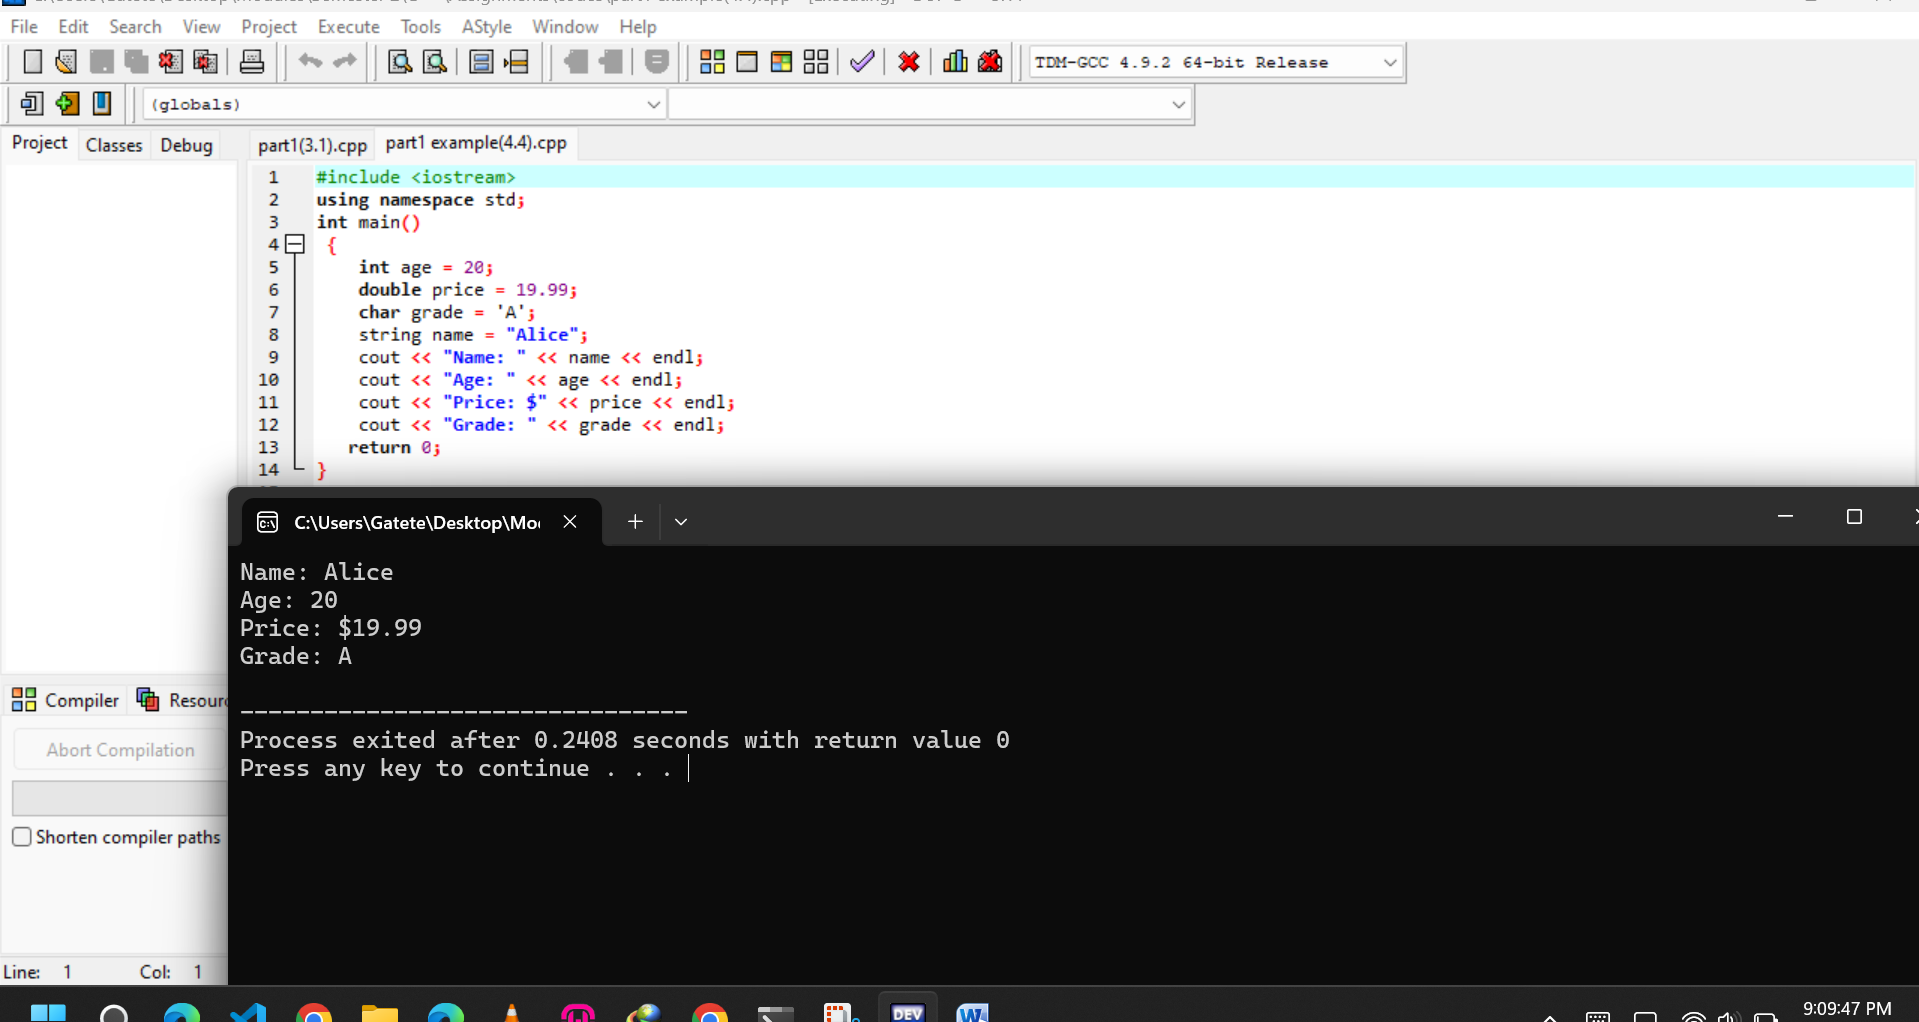 File Edit Search View Project Execute Tools AStyle Window Help
TDM-GCC 4.9.2 64-bit Release
(globals)
Project Classes Debug
part1(3.1).cpp part1 example(4.4).cpp
1 #include <iostream>
2 using namespace std;
3 int main()
4 {
5 int age = 20;
6 double price = 19.99;
7 char grade = 'A';
8 string name = "Alice";
9 cout << "Name: " << name << endl;
10 cout << "Age: " << age << endl;
11 cout << "Price: $" << price << endl;
12 cout << "Grade: " << grade << endl;
13 return 0;
14 }
C:\Users\Gatete\Desktop\Mo
Name: Alice
Age: 20
Price: $19.99
Grade: A
--------------------------------
Process exited after 0.2408 seconds with return value 0
Press any key to continue . . .
Compiler Resour
Abort Compilation
Shorten compiler paths
Line: 1 Col: 1
DEV
W
9:09:47 PM